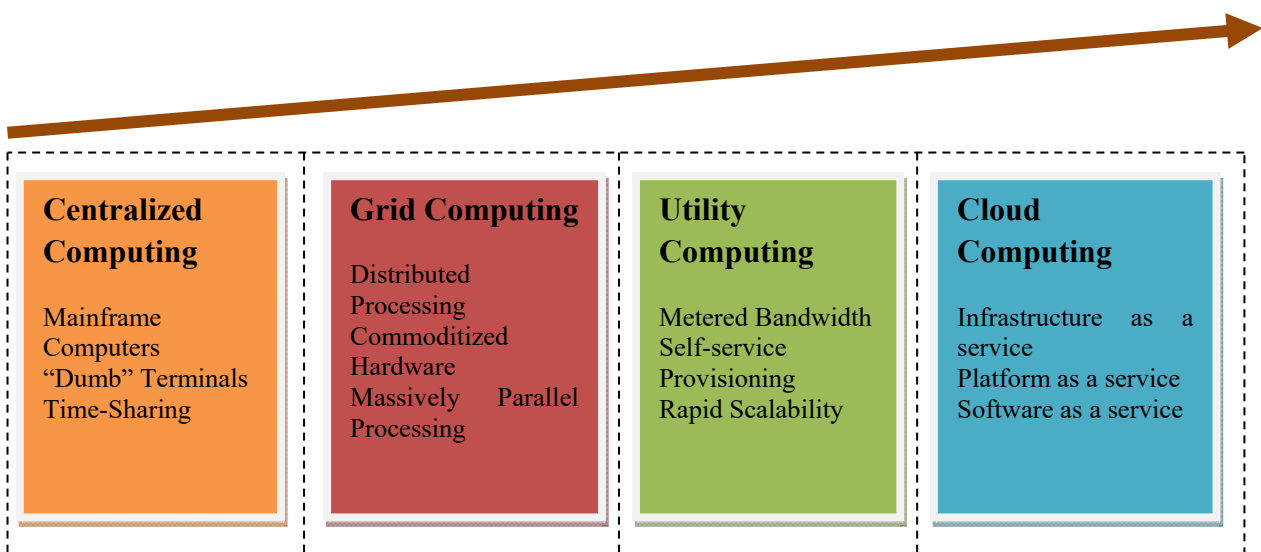 Centralized
Computing
Mainframe
Computers
“Dumb” Terminals
Time-Sharing
Grid Computing
Distributed
Processing
Commoditized
Hardware
Massively Parallel
Processing
Utility
Computing
Metered Bandwidth
Self-service
Provisioning
Rapid Scalability
Cloud
Computing
Infrastructure as a
service
Platform as a service
Software as a service